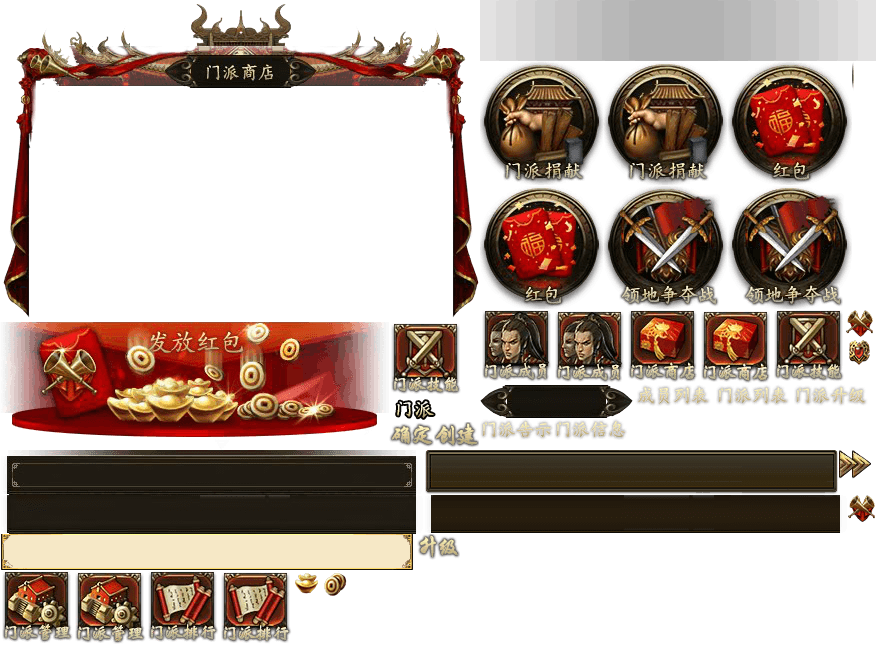 门派商店
门派捐献
门派捐献
红包
红包
领地争夺战
领地争夺战
发放红包
门派技能
门派成员
门派成员
门派商店
门派商店
门派技能
成员列表
门派列表
门派升级
门派
确定
创建
门派告示
门派信息
升级
门派管理
门派管理
门派排行
门派排行